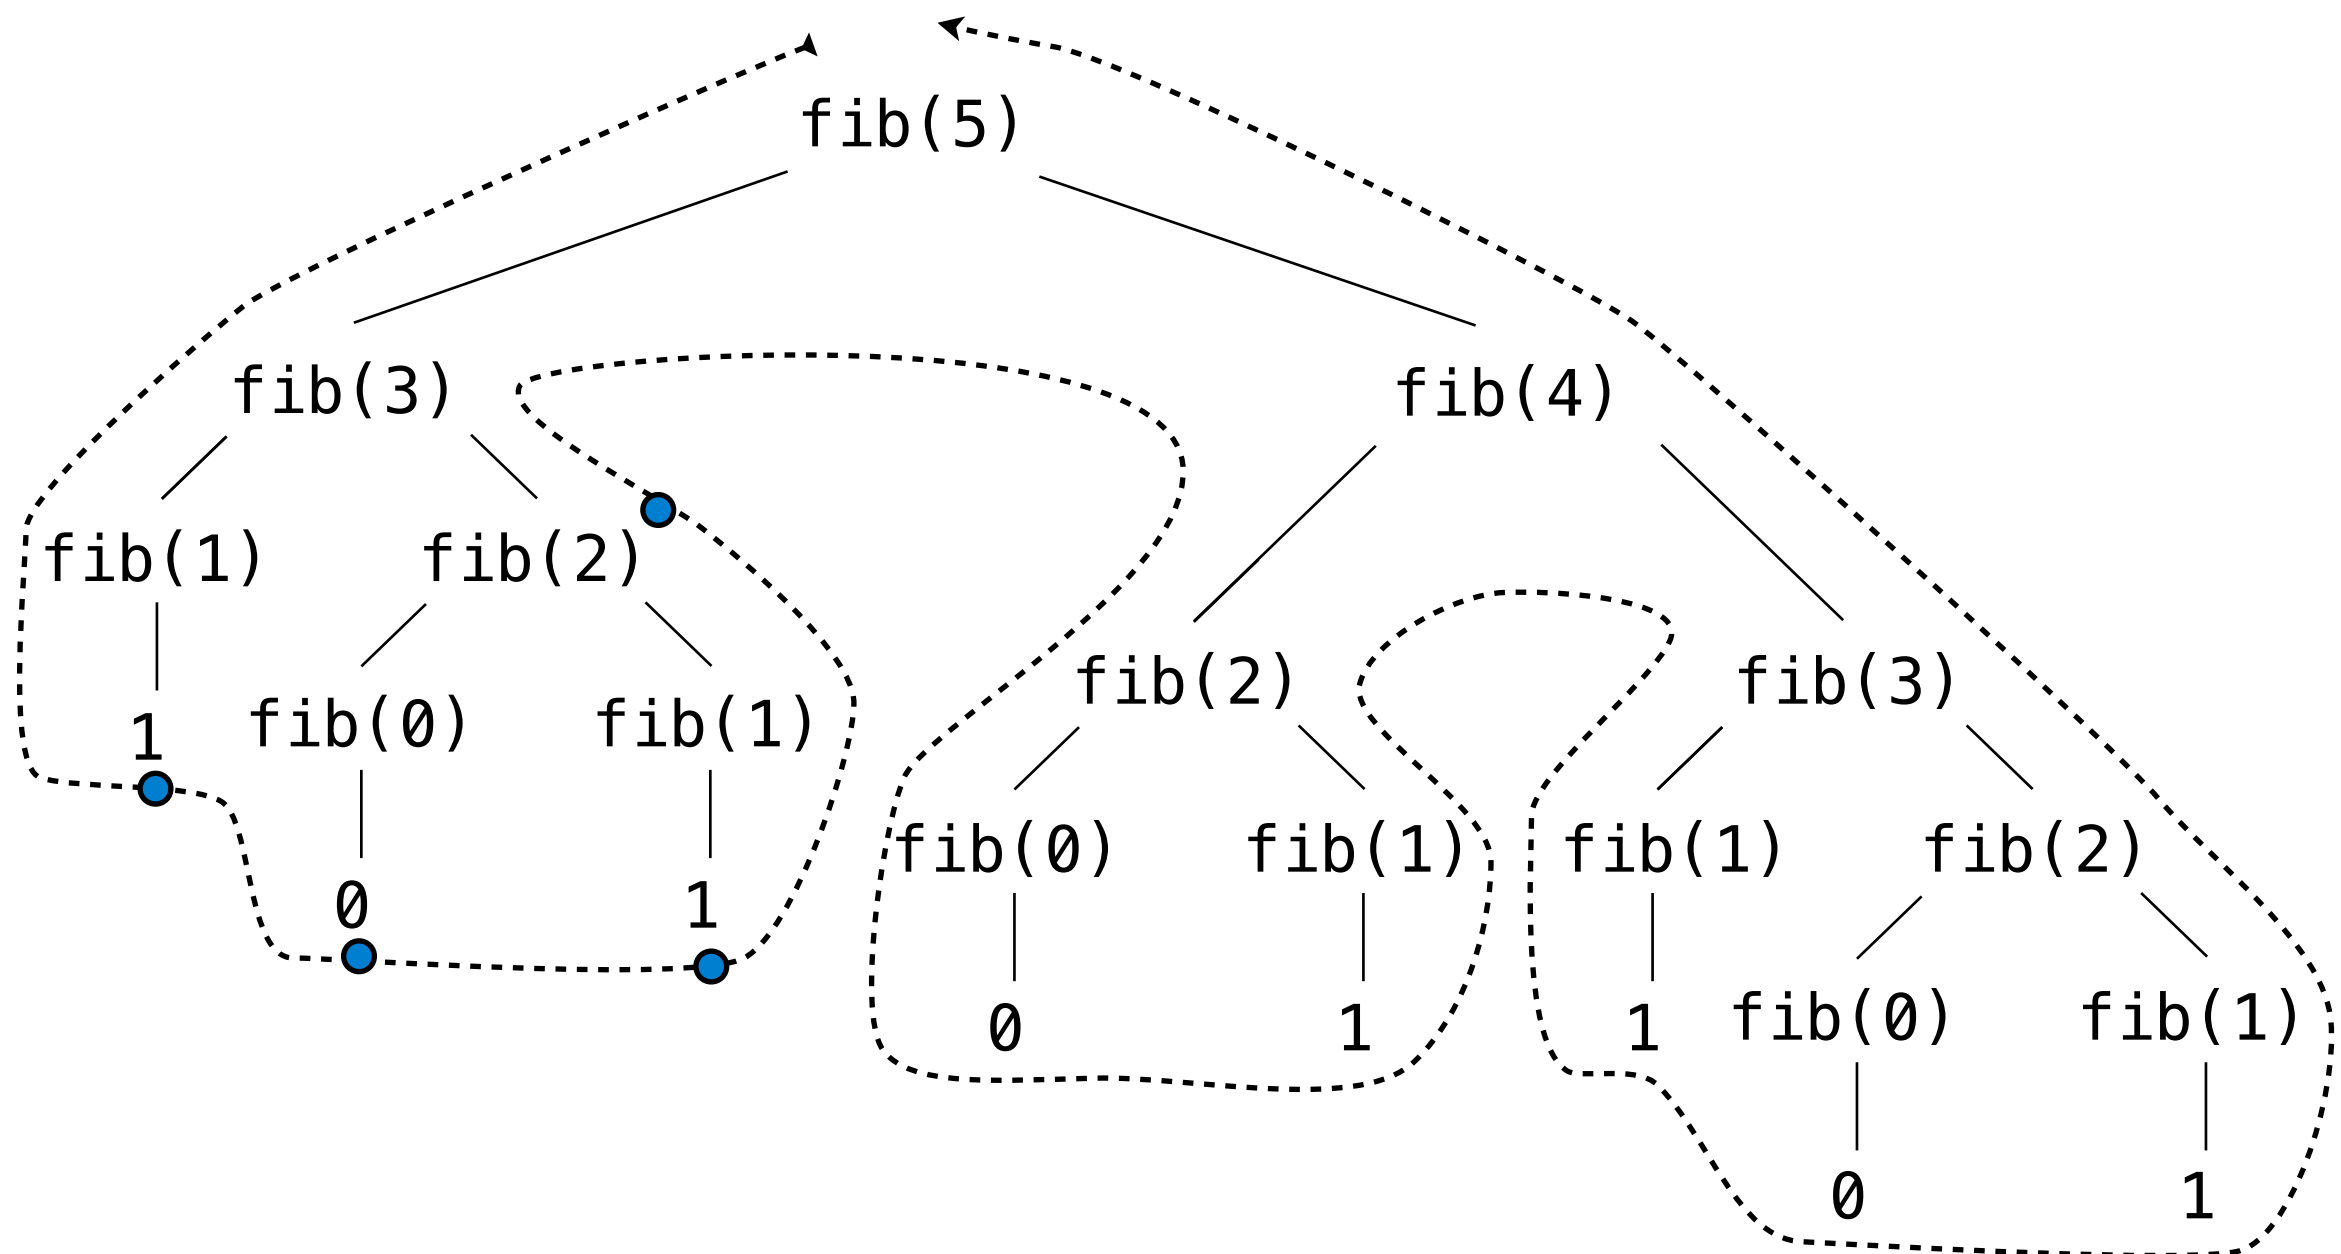 fib(5)
fib(3) fib(4)
fib(1) fib(2)
fib(2) fib(3)
1 fib(0) fib(1)
fib(0) fib(1) fib(1) fib(2)
0 1
0 1 1 fib(0) fib(1)
0 1